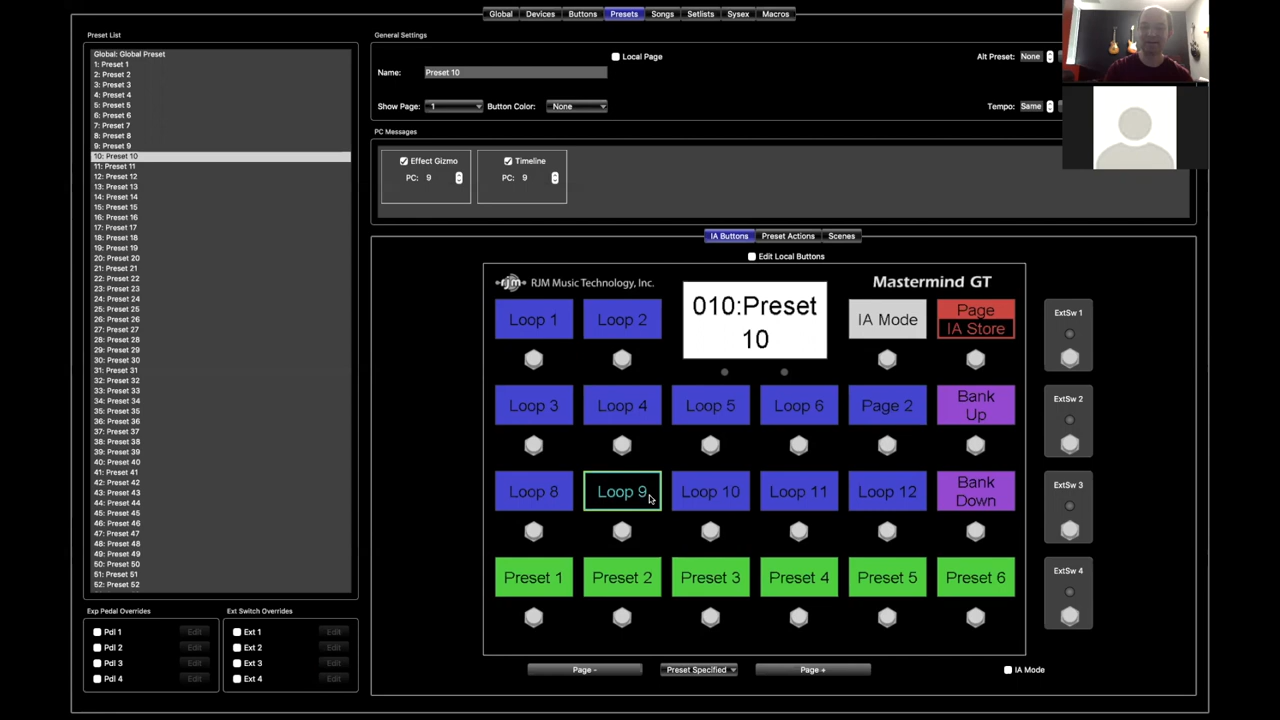 Global Devices Buttons Presets Songs Setlists Sysex Macros
Preset List
Global: Global Preset
1: Preset 1
2: Preset 2
3: Preset 3
4: Preset 4
5: Preset 5
6: Preset 6
7: Preset 7
8: Preset 8
9: Preset 9
10: Preset 10
11: Preset 11
12: Preset 12
13: Preset 13
14: Preset 14
15: Preset 15
16: Preset 16
17: Preset 17
18: Preset 18
19: Preset 19
20: Preset 20
21: Preset 21
22: Preset 22
23: Preset 23
24: Preset 24
25: Preset 25
26: Preset 26
27: Preset 27
28: Preset 28
29: Preset 29
30: Preset 30
31: Preset 31
32: Preset 32
33: Preset 33
34: Preset 34
35: Preset 35
36: Preset 36
37: Preset 37
38: Preset 38
39: Preset 39
40: Preset 40
41: Preset 41
42: Preset 42
43: Preset 43
44: Preset 44
45: Preset 45
46: Preset 46
47: Preset 47
48: Preset 48
49: Preset 49
50: Preset 50
51: Preset 51
52: Preset 52
Exp Pedal Overrides
Pdl 1 Edit
Pdl 2 Edit
Pdl 3 Edit
Pdl 4 Edit
Ext Switch Overrides
Ext 1 Edit
Ext 2 Edit
Ext 3 Edit
Ext 4 Edit
General Settings
Local Page
Alt Preset: None
Name: Preset 10
Show Page: 1 Button Color: None
Tempo: Same
PC Messages
Effect Gizmo
PC: 9
Timeline
PC: 9
IA Buttons Preset Actions Scenes
Edit Local Buttons
rjm RJM Music Technology, Inc.
Mastermind GT
010:Preset
10
Loop 1 Loop 2 IA Mode
Page
IA Store
Loop 3 Loop 4 Loop 5 Loop 6 Page 2
Bank
Up
Loop 8 Loop 9 Loop 10 Loop 11 Loop 12
Bank
Down
Preset 1 Preset 2 Preset 3 Preset 4 Preset 5 Preset 6
ExtSw 1
ExtSw 2
ExtSw 3
ExtSw 4
Page - Preset Specified Page + IA Mode